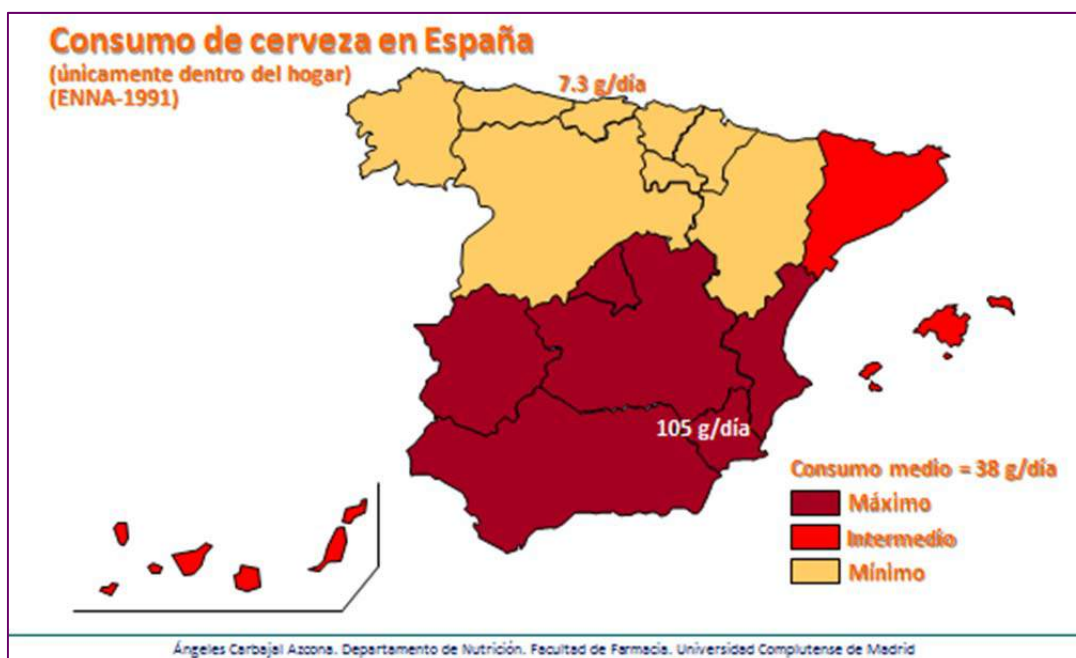 Consumo de cerveza en España
(únicamente dentro del hogar)
(ENNA-1991)
7.3 g/día
105 g/día
Consumo medio = 38 g/día
Máximo
Intermedio
Mínimo
Ángeles Carbajal Azcona. Departamento de Nutrición. Facultad de Farmacia. Universidad Complutense de Madrid